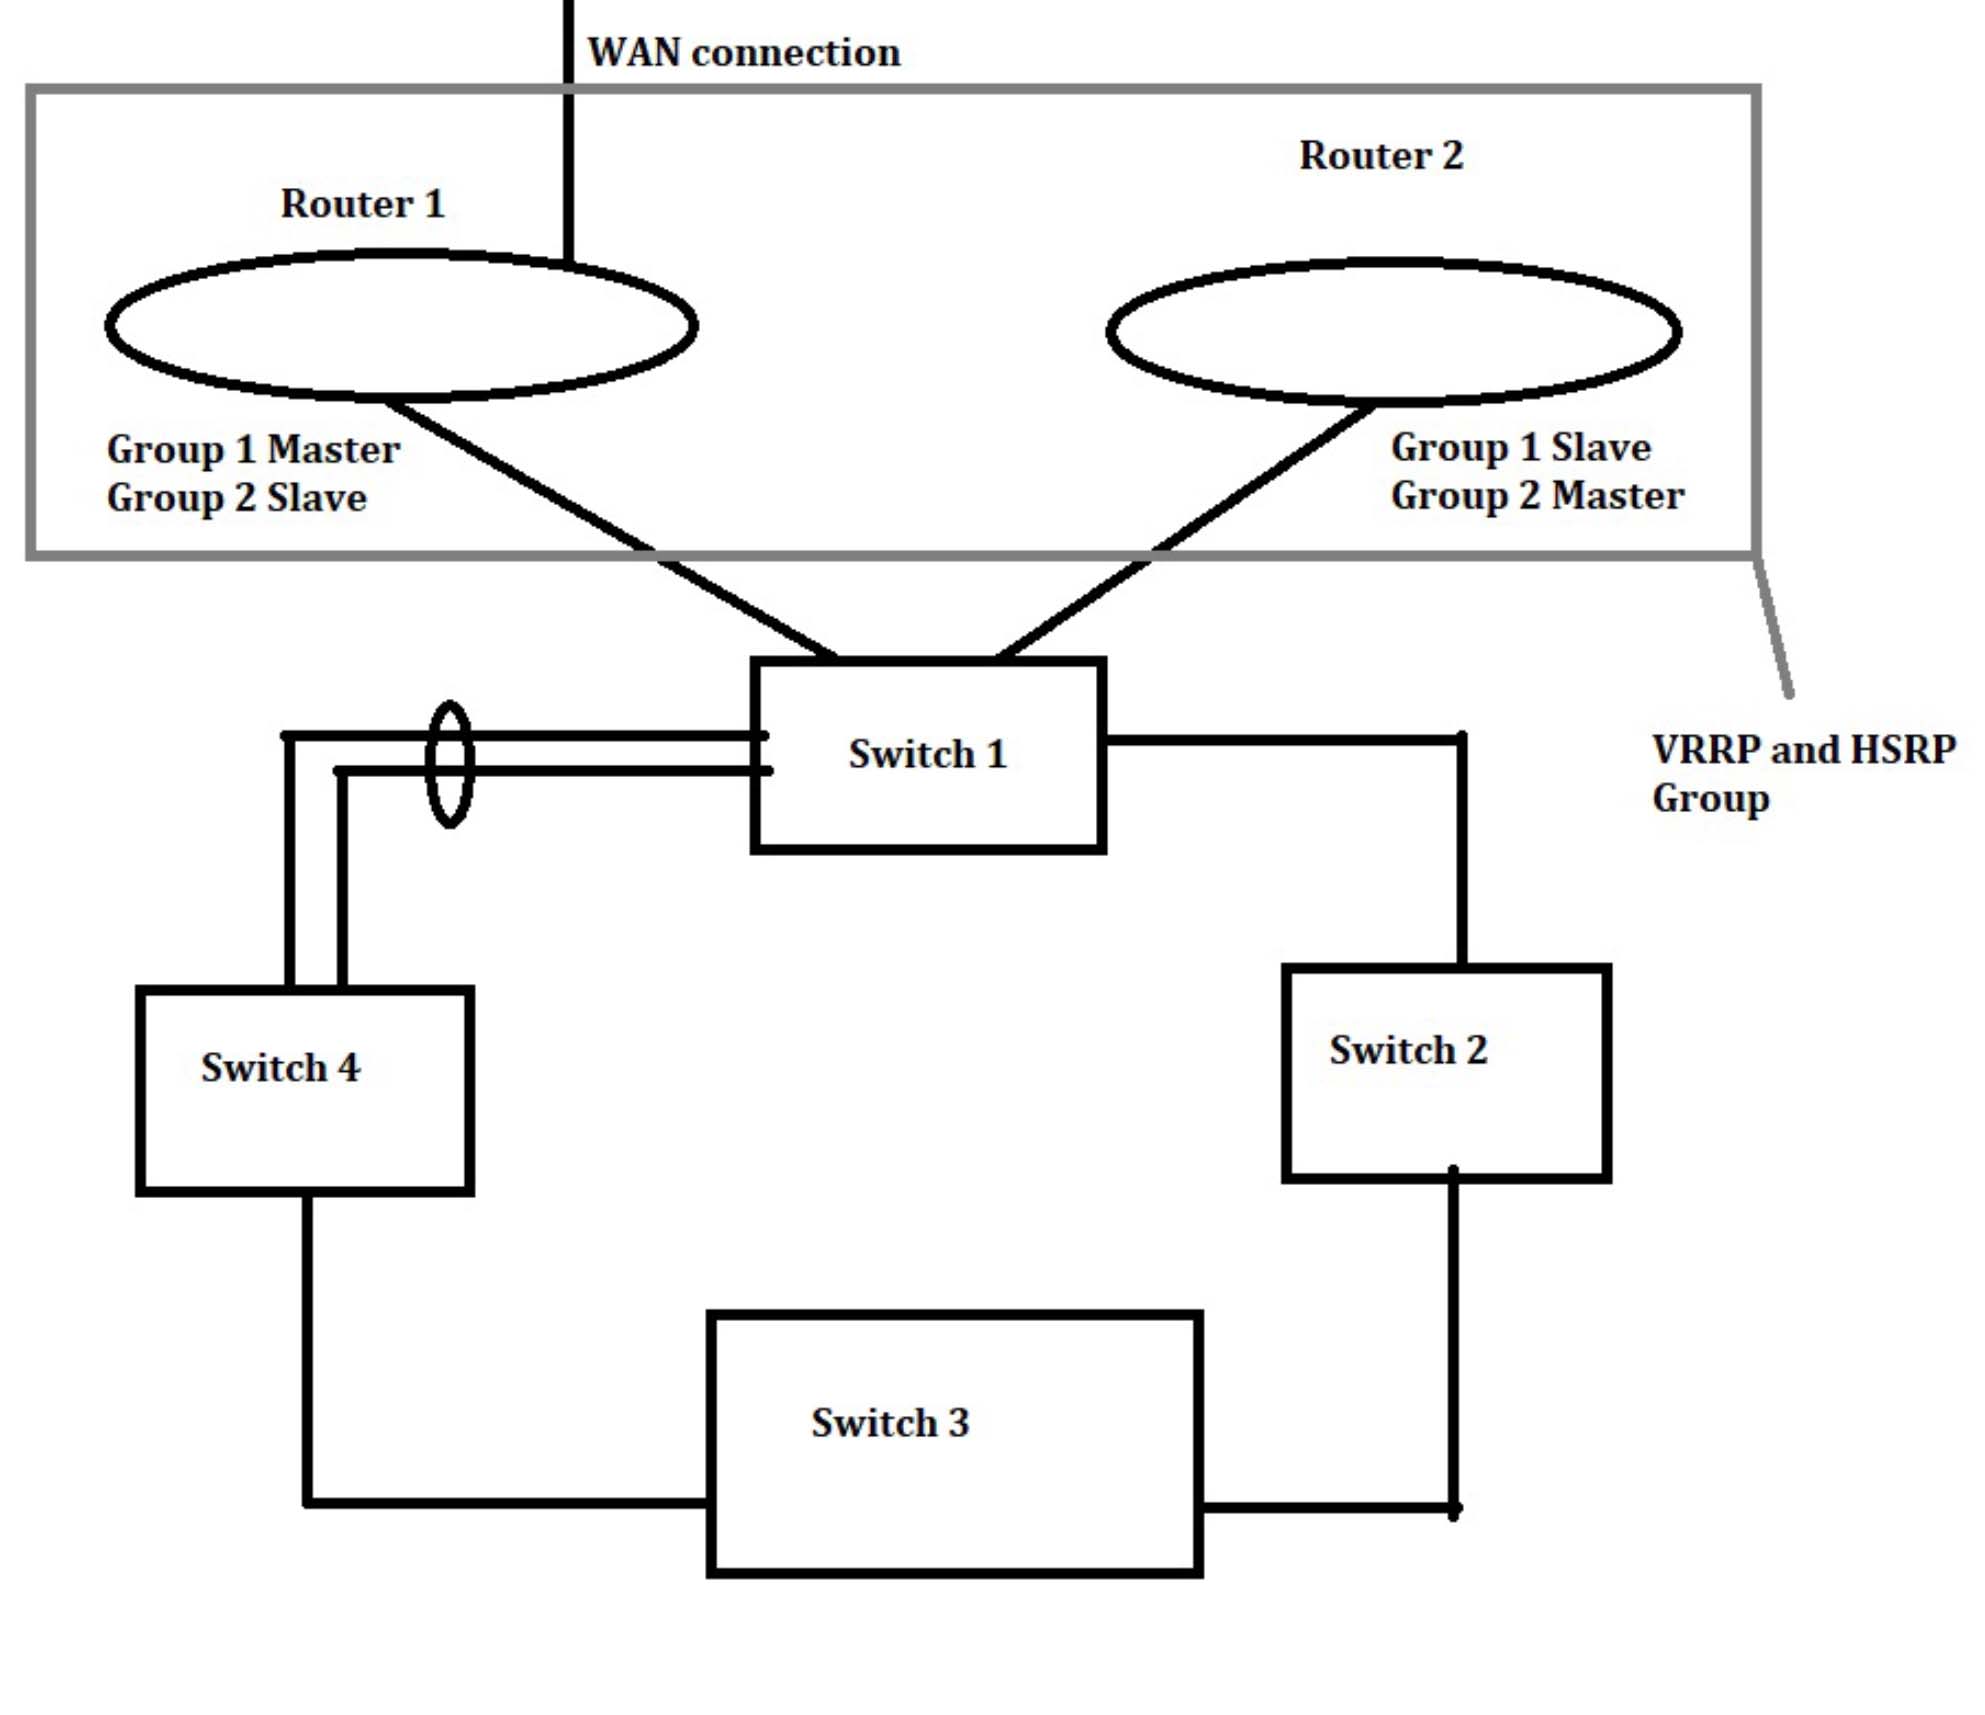 WAN connection
Router 2
Router 1
Group 1 Master
Group 2 Slave
Group 1 Slave
Group 2 Master
Switch 1
VRRP and HSRP
Group
Switch 2
Switch 4
Switch 3